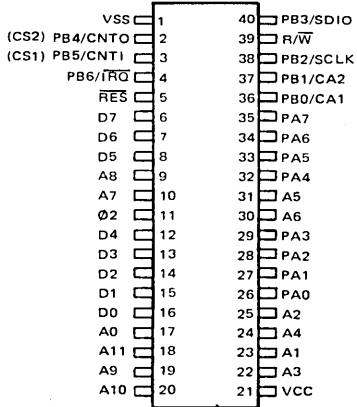 VSS 1 40 PB3/SDIO
(CS2) PB4/CNTO 2 39 R/W̅
(CS1) PB5/CNTI 3 38 PB2/SCLK
PB6/I̅R̅Q̅ 4 37 PB1/CA2
R̅E̅S̅ 5 36 PB0/CA1
D7 6 35 PA7
D6 7 34 PA6
D5 8 33 PA5
A8 9 32 PA4
A7 10 31 A5
Ø2 11 30 A6
D4 12 29 PA3
D3 13 28 PA2
D2 14 27 PA1
D1 15 26 PA0
D0 16 25 A2
A0 17 24 A4
A11 18 23 A1
A9 19 22 A3
A10 20 21 VCC